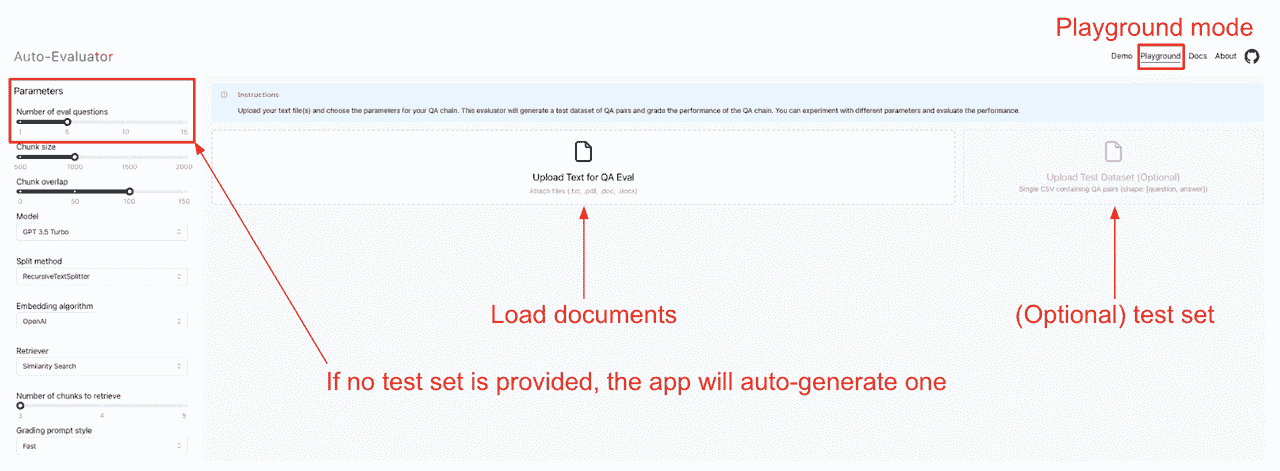 Playground mode
Auto-Evaluator
Demo Playground Docs About
Parameters
Number of eval questions
1 5 10 15
Chunk size
500 1000 1500 2000
Chunk overlap
0 50 100 150
Model
GPT 3.5 Turbo
Split method
RecursiveTextSplitter
Embedding algorithm
OpenAI
Retriever
Similarity Search
Number of chunks to retrieve
3 4 5
Grading prompt style
Fast
Instructions
Upload your text file(s) and choose the parameters for your QA chain. This evaluator will generate a test dataset of QA pairs and grade the performance of the QA chain. You can experiment with different parameters and evaluate the performance.
Upload Text for QA Eval
Attach files (.txt, .pdf, .doc, .docx)
Upload Test Dataset (Optional)
Single CSV containing QA pairs (shape: [question, answer])
Load documents
(Optional) test set
If no test set is provided, the app will auto-generate one